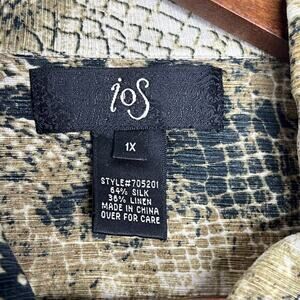 ios
1X
STYLE#705201
64% SILK
36% LINEN
MADE IN CHINA
OVER FOR CARE